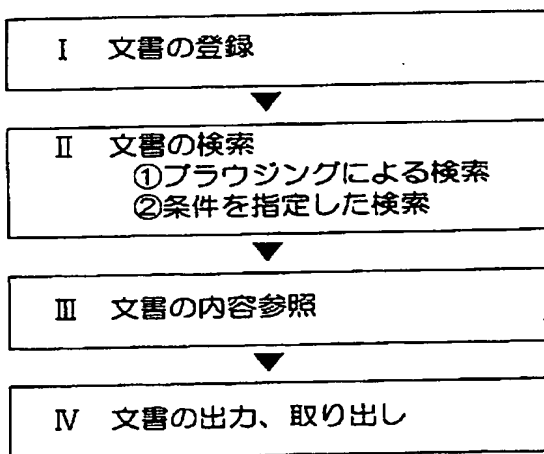 Ⅰ 文書の登録
Ⅱ 文書の検索
①ブラウジングによる検索
②条件を指定した検索
Ⅲ 文書の内容参照
Ⅳ 文書の出力、取り出し